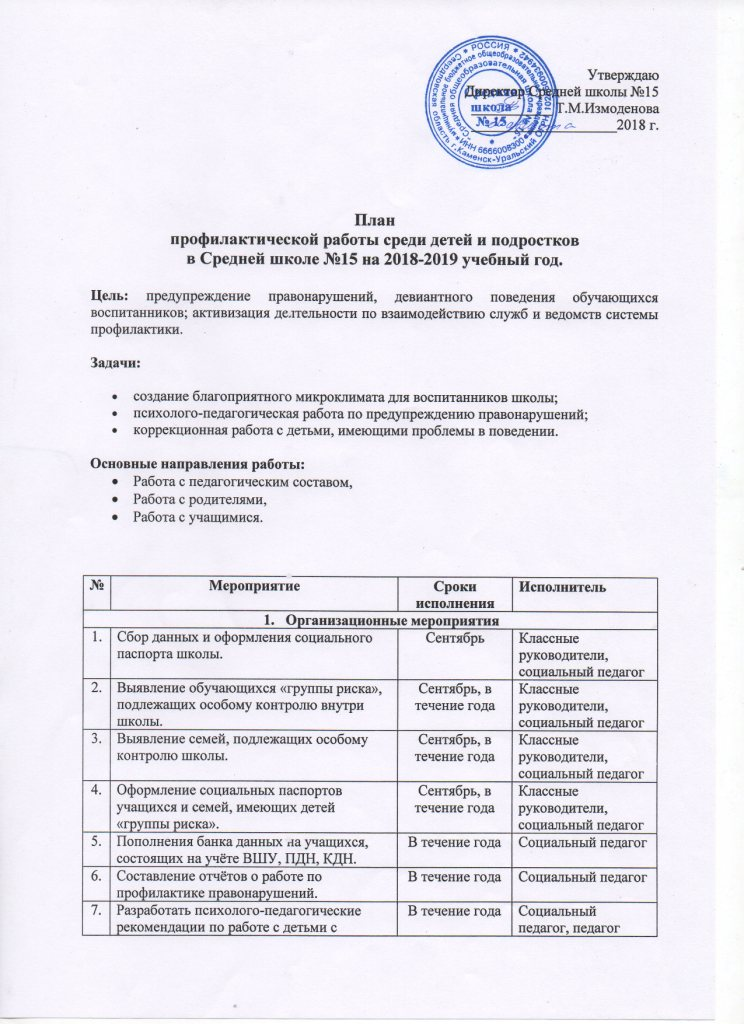 Утверждаю
Директор Средней школы №15
Т.М.Измоденова
2018 г.
школа
№ 15
РОССИЯ
ИНН 6666008300
г.Каменск-Уральский
План
профилактической работы среди детей и подростков
в Средней школе №15 на 2018-2019 учебный год.
Цель: предупреждение правонарушений, девиантного поведения обучающихся
воспитанников; активизация деятельности по взаимодействию служб и ведомств системы
профилактики.
Задачи:
• создание благоприятного микроклимата для воспитанников школы;
• психолого-педагогическая работа по предупреждению правонарушений;
• коррекционная работа с детьми, имеющими проблемы в поведении.
Основные направления работы:
• Работа с педагогическим составом,
• Работа с родителями,
• Работа с учащимися.
№ Мероприятие Сроки Исполнитель
исполнения
1. Организационные мероприятия
1. Сбор данных и оформления социального Сентябрь Классные
паспорта школы. руководители,
социальный педагог
2. Выявление обучающихся «группы риска», Сентябрь, в Классные
подлежащих особому контролю внутри течение года руководители,
школы. социальный педагог
3. Выявление семей, подлежащих особому Сентябрь, в Классные
контролю школы. течение года руководители,
социальный педагог
4. Оформление социальных паспортов Сентябрь, в Классные
учащихся и семей, имеющих детей течение года руководители,
«группы риска». социальный педагог
5. Пополнения банка данных на учащихся, В течение года Социальный педагог
состоящих на учёте ВШУ, ПДН, КДН.
6. Составление отчётов о работе по В течение года Социальный педагог
профилактике правонарушений.
7. Разработать психолого-педагогические В течение года Социальный
рекомендации по работе с детьми с педагог, педагог